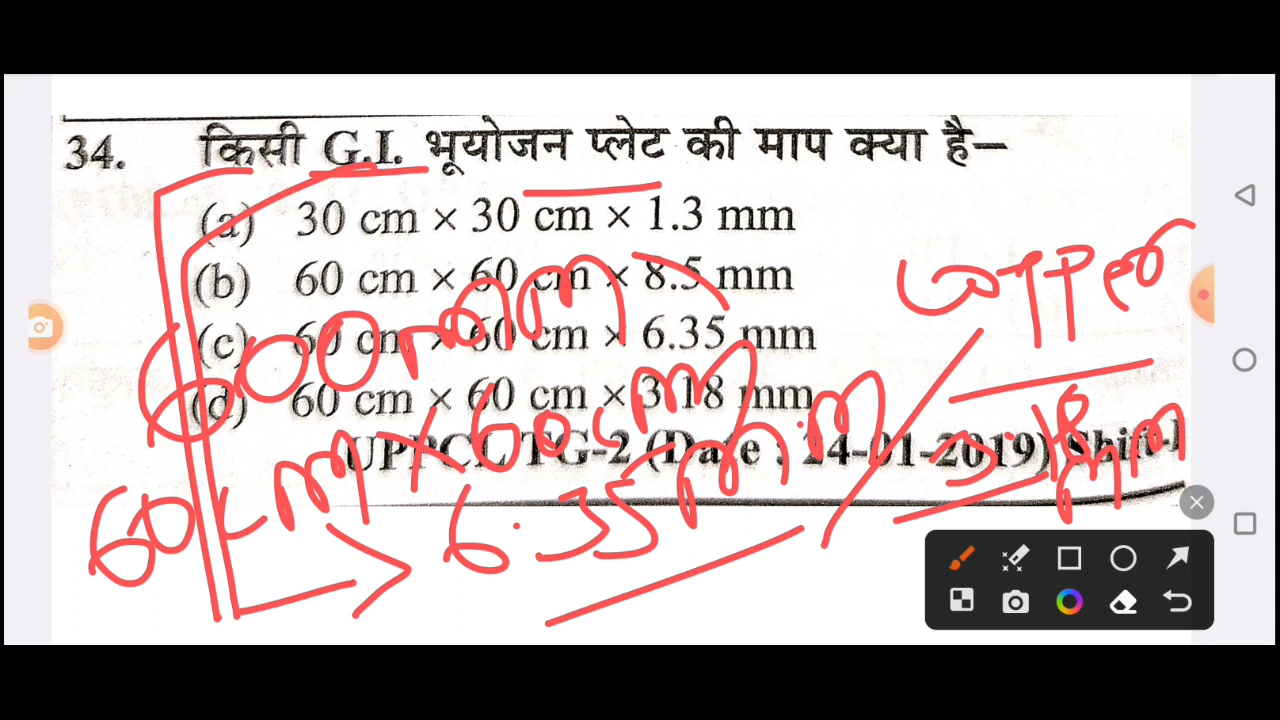 34. किसी G.I. भूयोजन प्लेट की माप क्या है–
(a) 30 cm × 30 cm × 1.3 mm
(b) 60 cm × 60 cm × 8.5 mm
(c) 60 cm × 60 cm × 6.35 mm
(d) 60 cm × 60 cm × 3.18 mm
UPPCL TG-2 (Date : 24-01-2019) Shift-I
600mm
copper
60cm×60cm
6.35mm
3.18mm